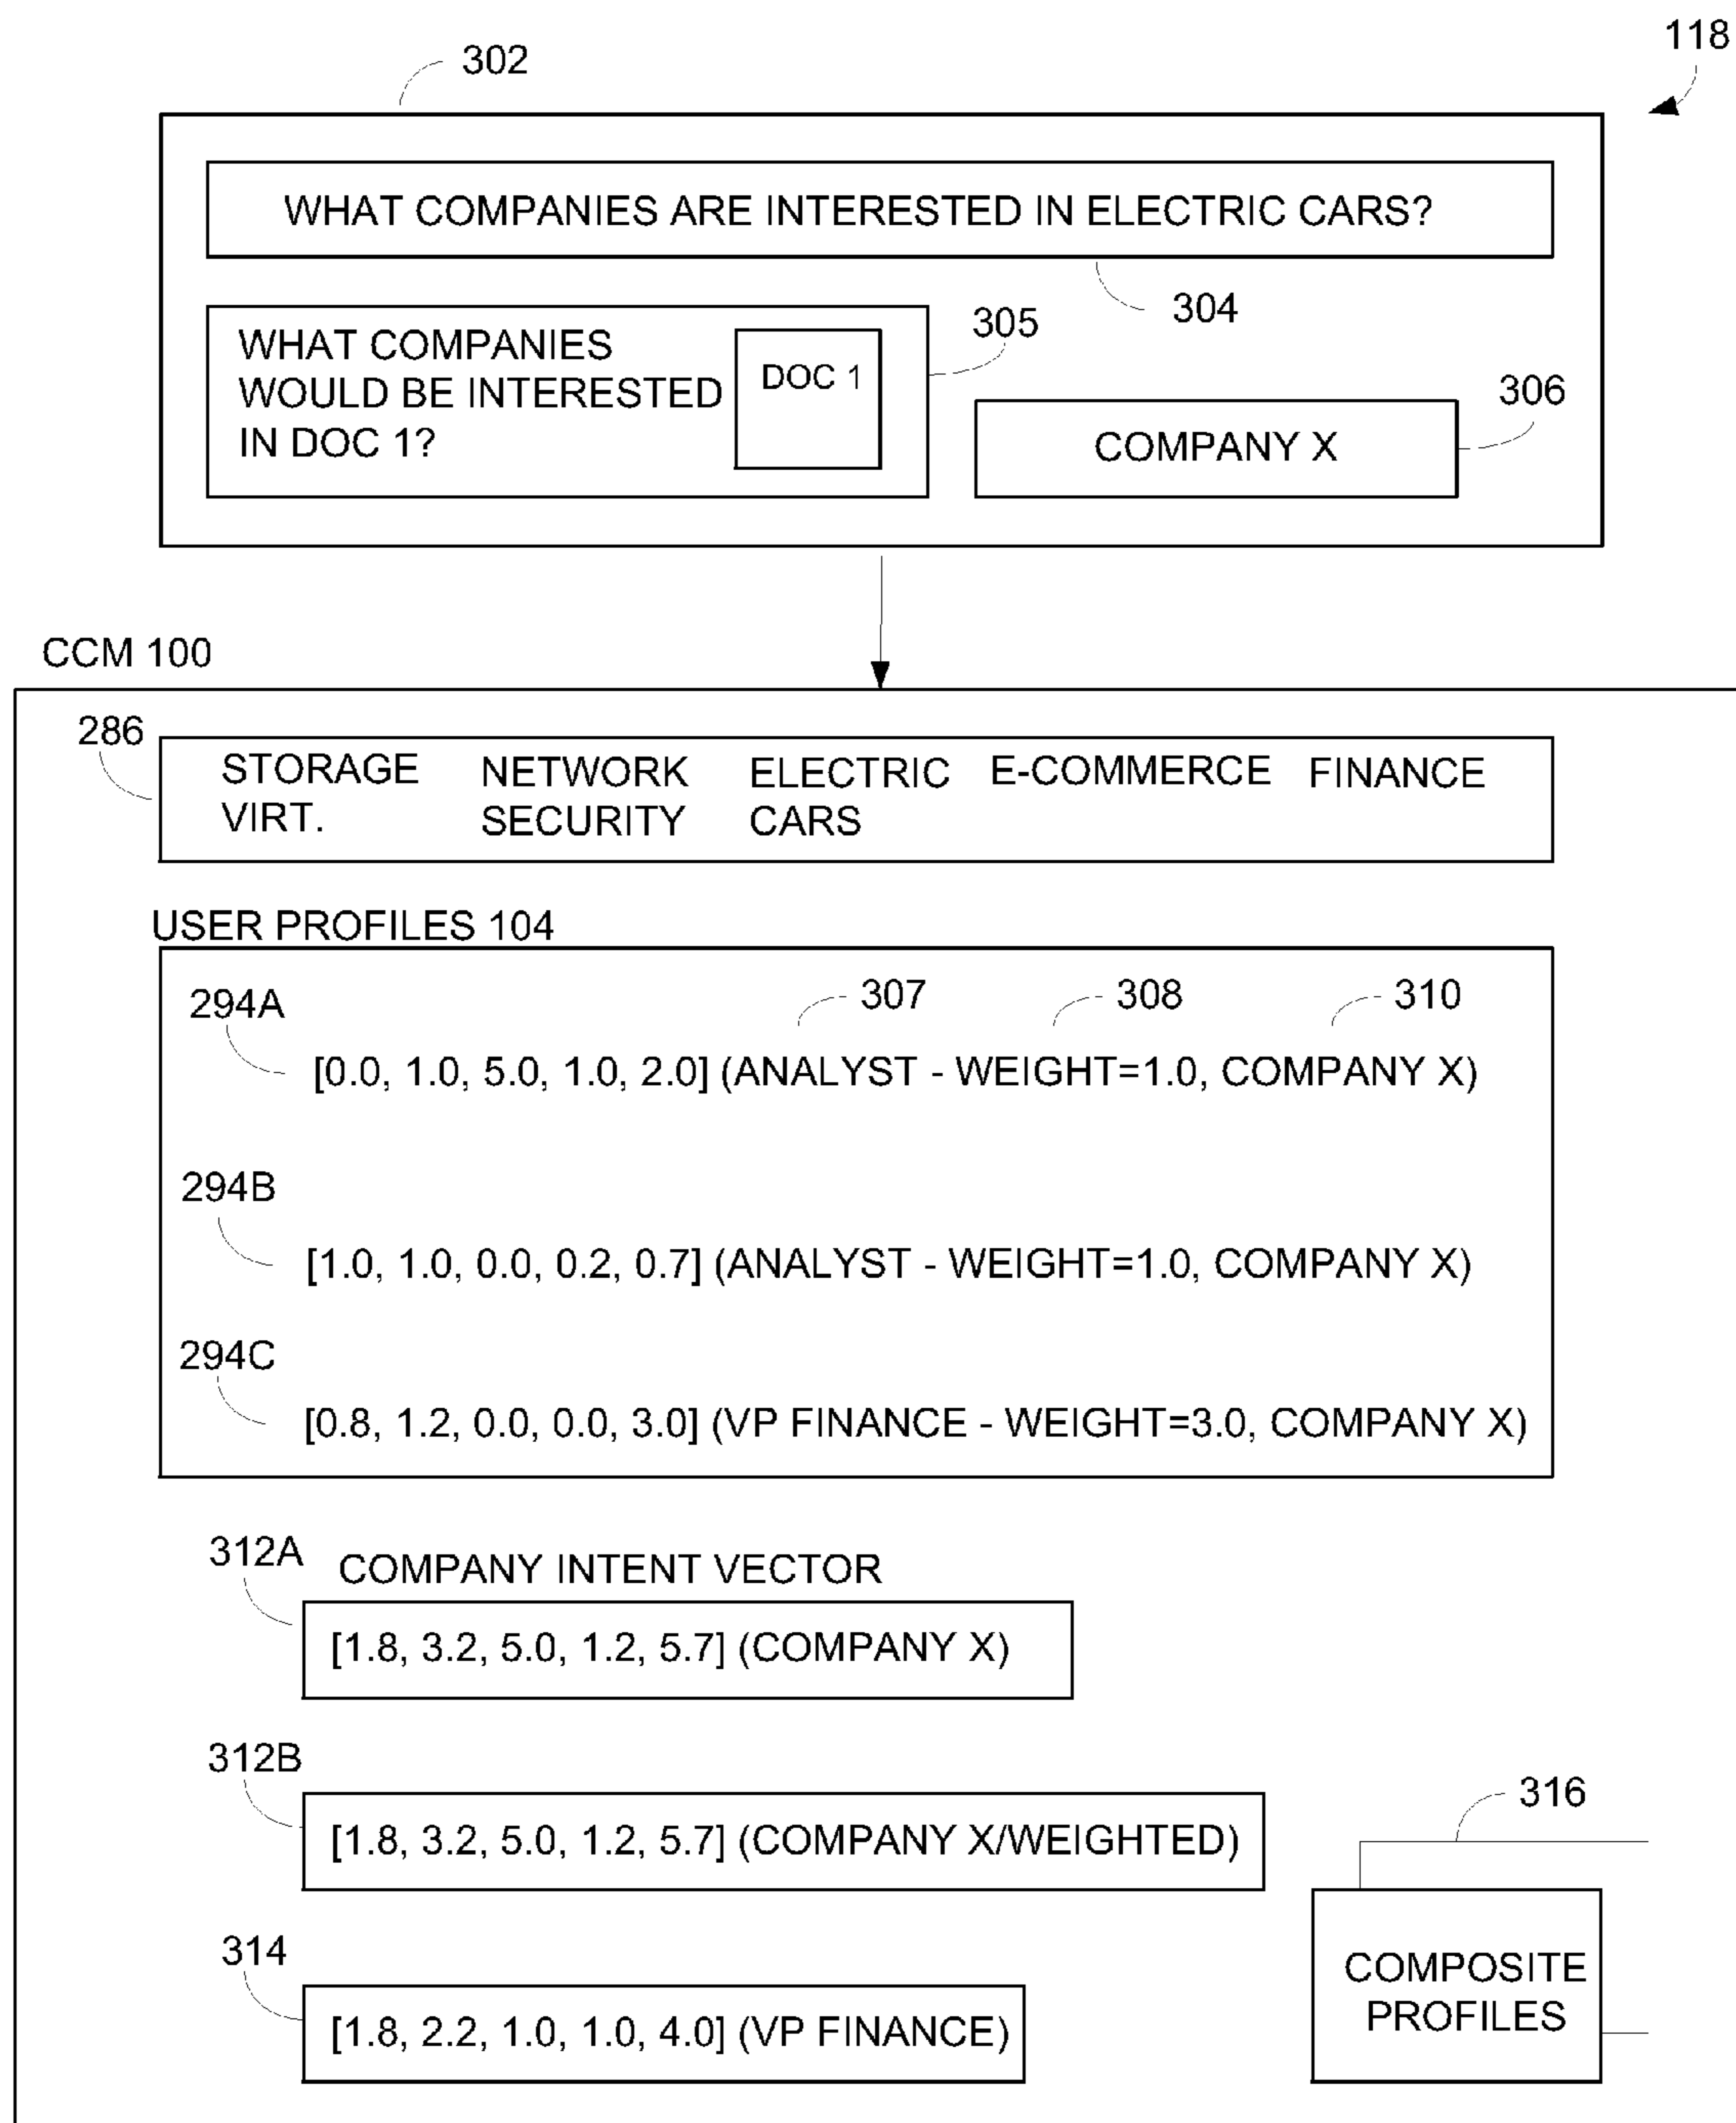 118
302
WHAT COMPANIES ARE INTERESTED IN ELECTRIC CARS?
304
WHAT COMPANIES
WOULD BE INTERESTED
IN DOC 1?
DOC 1
305
306
COMPANY X
CCM 100
286
STORAGE
VIRT.
NETWORK
SECURITY
ELECTRIC
CARS
E-COMMERCE
FINANCE
USER PROFILES 104
294A
307
308
310
[0.0, 1.0, 5.0, 1.0, 2.0] (ANALYST - WEIGHT=1.0, COMPANY X)
294B
[1.0, 1.0, 0.0, 0.2, 0.7] (ANALYST - WEIGHT=1.0, COMPANY X)
294C
[0.8, 1.2, 0.0, 0.0, 3.0] (VP FINANCE - WEIGHT=3.0, COMPANY X)
312A
COMPANY INTENT VECTOR
[1.8, 3.2, 5.0, 1.2, 5.7] (COMPANY X)
312B
[1.8, 3.2, 5.0, 1.2, 5.7] (COMPANY X/WEIGHTED)
316
314
[1.8, 2.2, 1.0, 1.0, 4.0] (VP FINANCE)
COMPOSITE
PROFILES